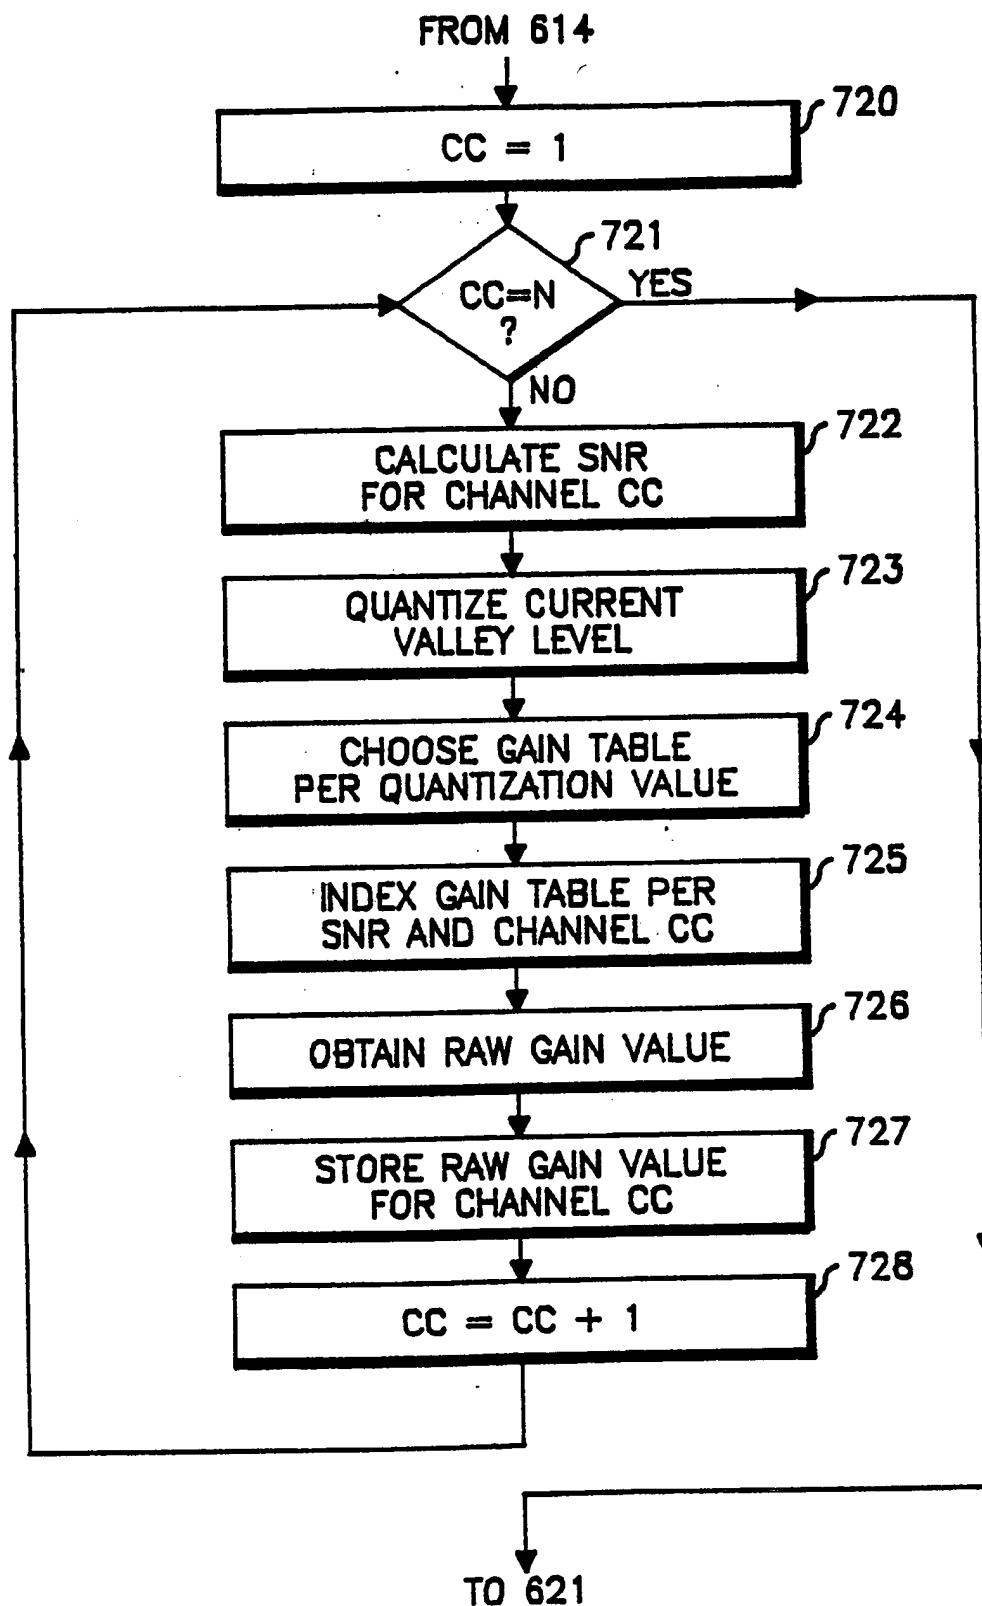 FROM 614
720
CC = 1
721
CC=N
?
YES
NO
722
CALCULATE SNR
FOR CHANNEL CC
723
QUANTIZE CURRENT
VALLEY LEVEL
724
CHOOSE GAIN TABLE
PER QUANTIZATION VALUE
725
INDEX GAIN TABLE PER
SNR AND CHANNEL CC
726
OBTAIN RAW GAIN VALUE
727
STORE RAW GAIN VALUE
FOR CHANNEL CC
728
CC = CC + 1
TO 621